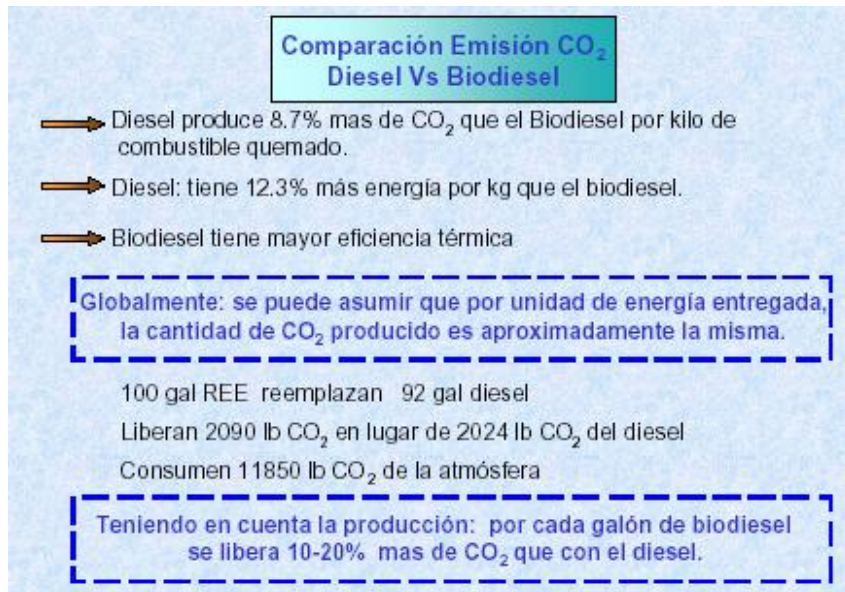 Comparación Emisión CO₂
Diesel Vs Biodiesel
Diesel produce 8.7% mas de CO₂ que el Biodiesel por kilo de
combustible quemado.
Diesel: tiene 12.3% más energía por kg que el biodiesel.
Biodiesel tiene mayor eficiencia térmica
Globalmente: se puede asumir que por unidad de energía entregada,
la cantidad de CO₂ producido es aproximadamente la misma.
100 gal REE reemplazan 92 gal diesel
Liberan 2090 lb CO₂ en lugar de 2024 lb CO₂ del diesel
Consumen 11850 lb CO₂ de la atmósfera
Teniendo en cuenta la producción: por cada galón de biodiesel
se libera 10-20% mas de CO₂ que con el diesel.